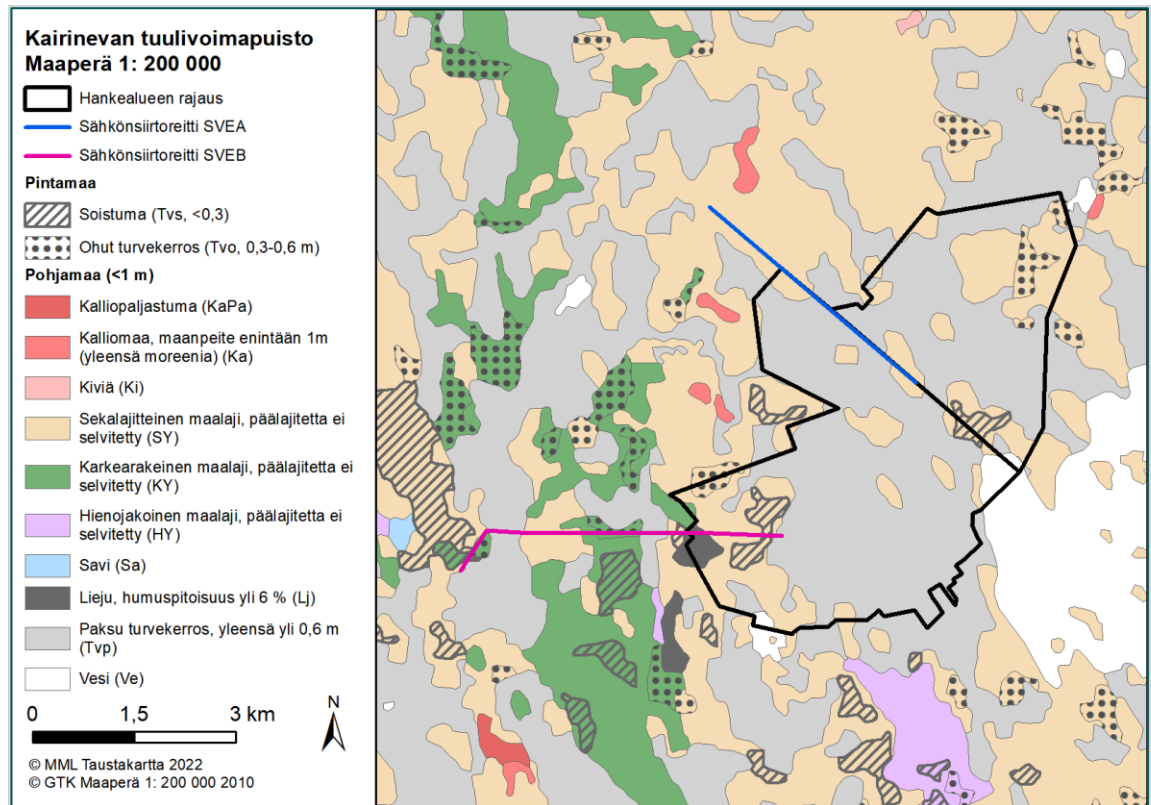 Kairinevan tuulivoimapuisto
Maaperä 1: 200 000
Hankealueen rajaus
Sähkönsiirtoreitti SVEA
Sähkönsiirtoreitti SVEB
Pintamaa
Soistuma (Tvs, <0,3)
Ohut turvekerros (Tvo, 0,3-0,6 m)
Pohjamaa (<1 m)
Kalliopaljastuma (KaPa)
Kalliomaa, maanpeite enintään 1m
(yleensä moreenia) (Ka)
Kiviä (Ki)
Sekalajitteinen maalaji, päälajitetta ei
selvitetty (SY)
Karkearakeinen maalaji, päälajitetta ei
selvitetty (KY)
Hienojakoinen maalaji, päälajitetta ei
selvitetty (HY)
Savi (Sa)
Lieju, humuspitoisuus yli 6 % (Lj)
Paksu turvekerros, yleensä yli 0,6 m
(Tvp)
Vesi (Ve)
0 1,5 3 km
N
© MML Taustakartta 2022
© GTK Maaperä 1: 200 000 2010